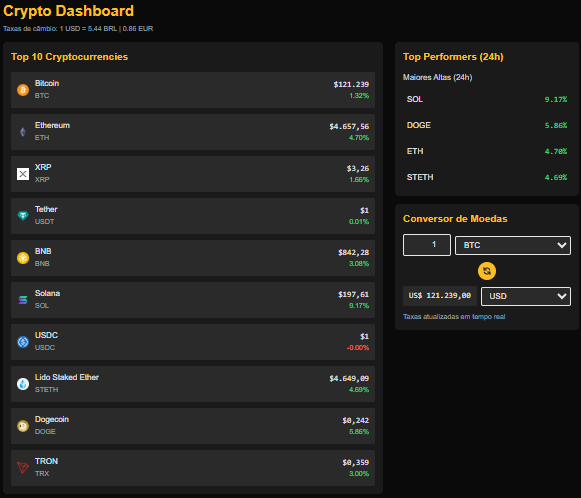 Crypto Dashboard
Taxas de câmbio: 1 USD = 5.44 BRL | 0.86 EUR
Top 10 Cryptocurrencies
Bitcoin $121.239
BTC 1.32%
Ethereum $4.657,56
ETH 4.70%
XRP $3,26
XRP 1.66%
Tether $1
USDT 0.01%
BNB $842,28
BNB 3.08%
Solana $197,61
SOL 9.17%
USDC $1
USDC -0.00%
Lido Staked Ether $4.649,09
STETH 4.69%
Dogecoin $0,242
DOGE 5.86%
TRON $0,359
TRX 3.00%
Top Performers (24h)
Maiores Altas (24h)
SOL 9.17%
DOGE 5.86%
ETH 4.70%
STETH 4.69%
Conversor de Moedas
1 BTC
US$ 121.239,00 USD
Taxas atualizadas em tempo real